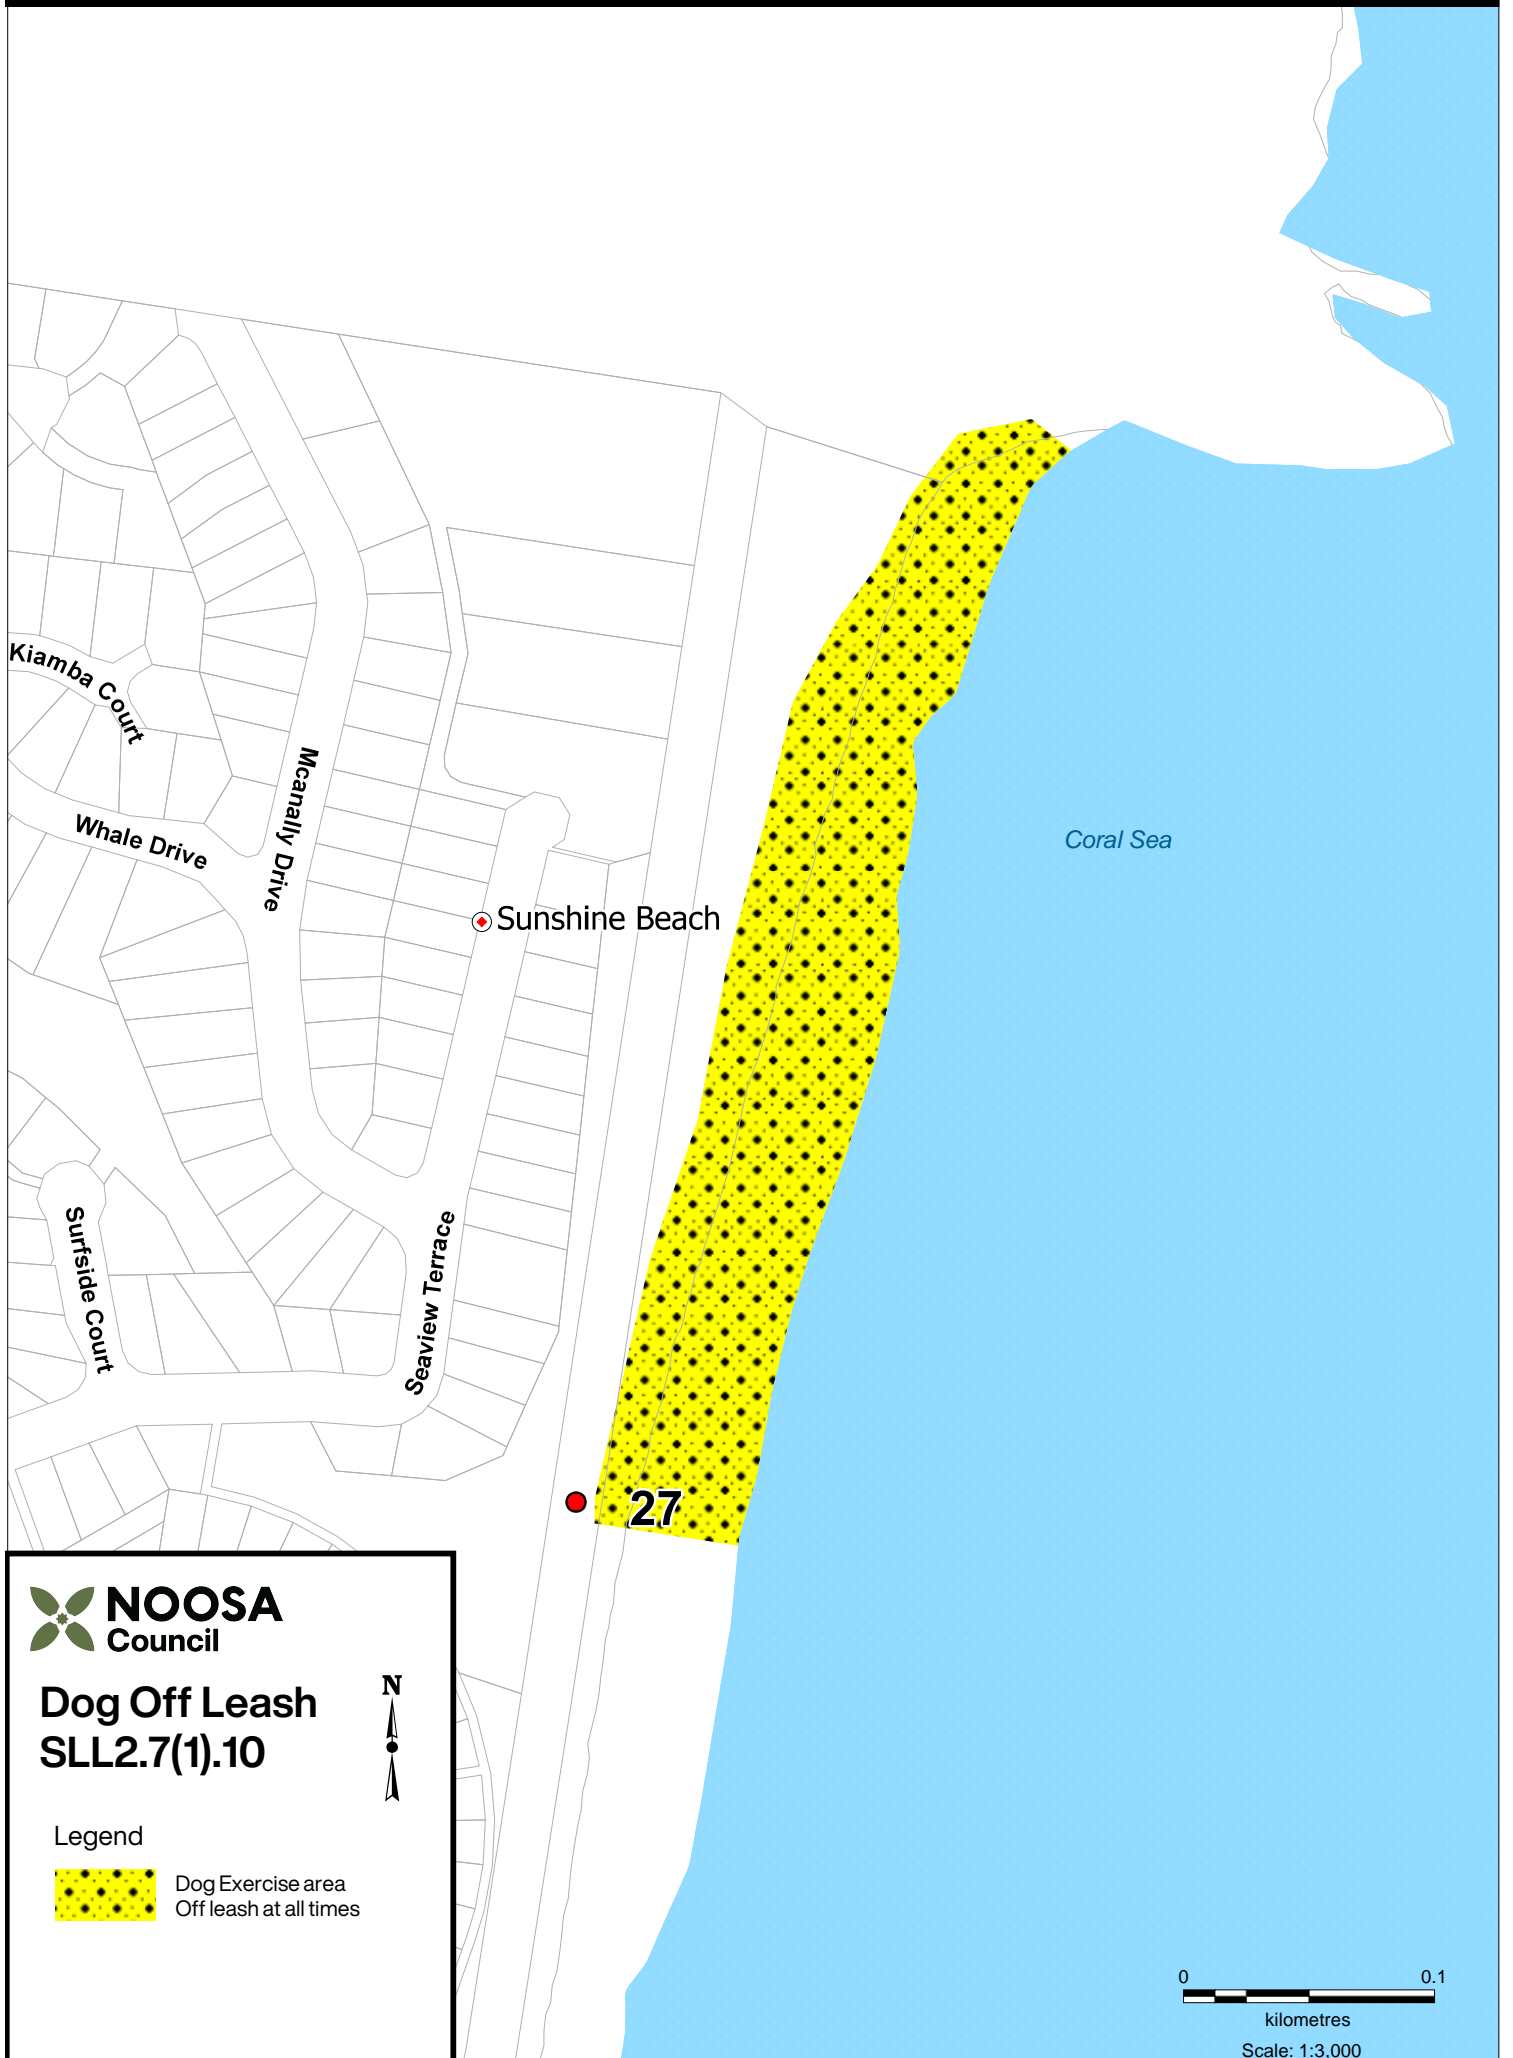 Kiamba Court
Whale Drive
Mcanally Drive
Sunshine Beach
Coral Sea
Surfside Court
Seaview Terrace
27
NOOSA
Council
Dog Off Leash
SLL2.7(1).10
N
Legend
Dog Exercise area
Off leash at all times
0 0.1
kilometres
Scale: 1:3,000